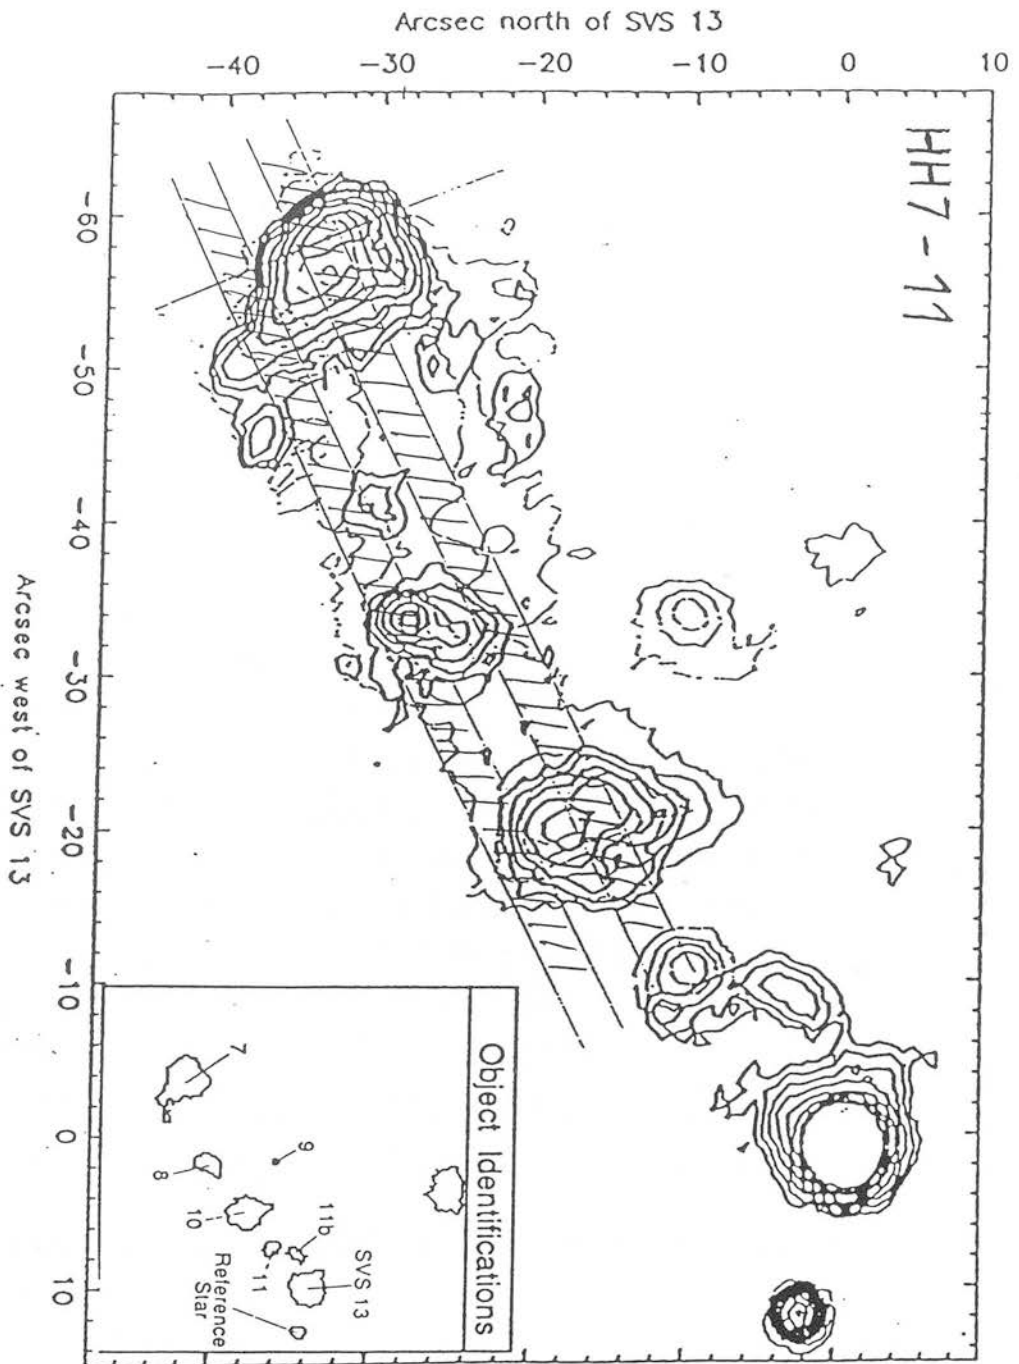 Arcsec north of SVS 13
-40 -30 -20 -10 0 10
HH7-11
-60
-50
-40
-30
-20
-10
0
10
Arcsec west of SVS 13
Object Identifications
7
8
9
10
11b
11
SVS 13
Reference
Star